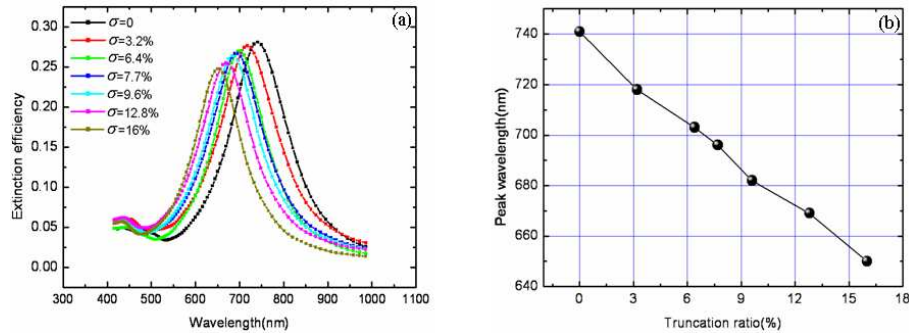 (a)
σ=0
σ=3.2%
σ=6.4%
σ=7.7%
σ=9.6%
σ=12.8%
σ=16%
Extinction efficiency
0.30
0.25
0.20
0.15
0.10
0.05
0.00
300 400 500 600 700 800 900 1000 1100
Wavelength(nm)
(b)
Peak wavelength(nm)
740
720
700
680
660
640
0 3 6 9 12 15 18
Truncation ratio(%)